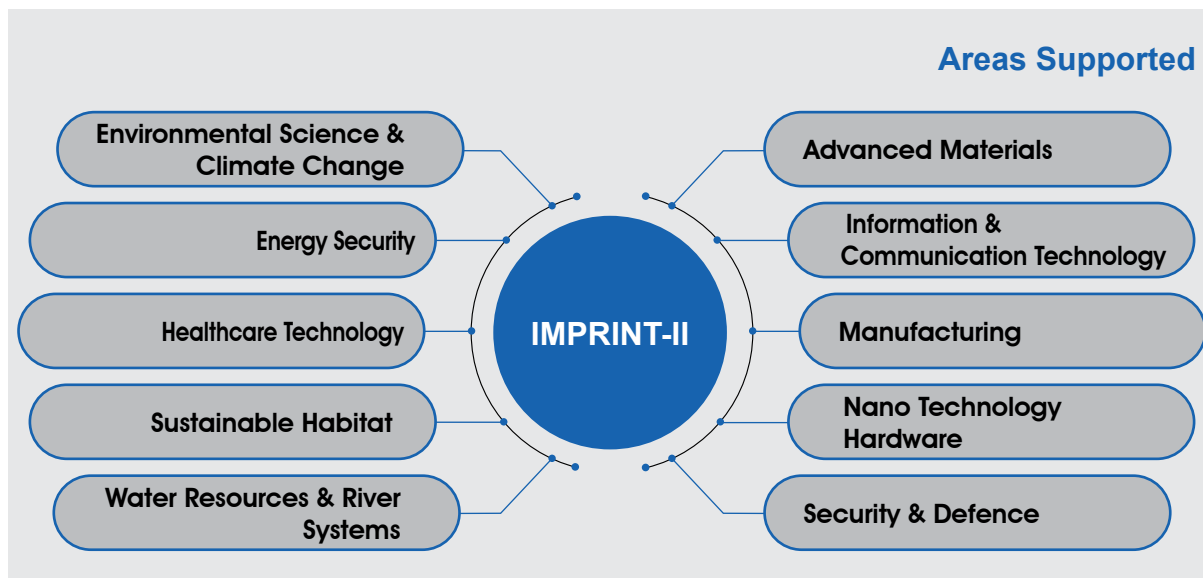 Areas Supported
Environmental Science &
Climate Change
Energy Security
Healthcare Technology
Sustainable Habitat
Water Resources & River
Systems
IMPRINT-II
Advanced Materials
Information &
Communication Technology
Manufacturing
Nano Technology
Hardware
Security & Defence